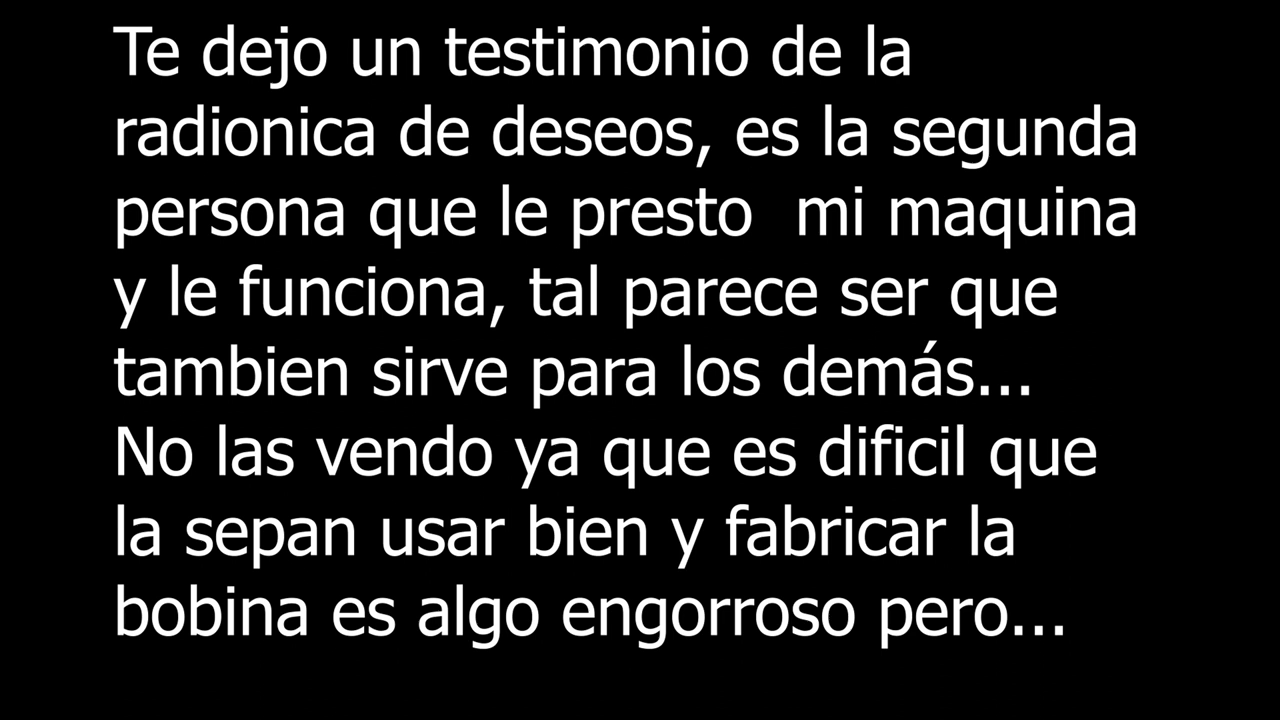 Te dejo un testimonio de la
radionica de deseos, es la segunda
persona que le presto  mi maquina
y le funciona, tal parece ser que
tambien sirve para los demás...
No las vendo ya que es dificil que
la sepan usar bien y fabricar la
bobina es algo engorroso pero...